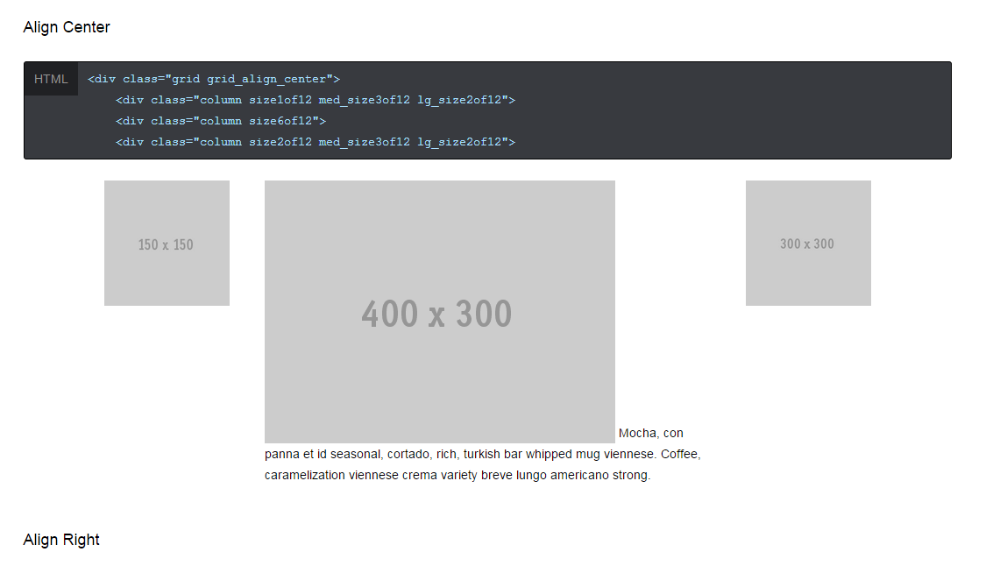 Align Center
HTML
<div class="grid grid_align_center">
<div class="column size1of12 med_size3of12 lg_size2of12">
<div class="column size6of12">
<div class="column size2of12 med_size3of12 lg_size2of12">
150 x 150
400 x 300
300 x 300
Mocha, con
panna et id seasonal, cortado, rich, turkish bar whipped mug viennese. Coffee,
caramelization viennese crema variety breve lungo americano strong.
Align Right